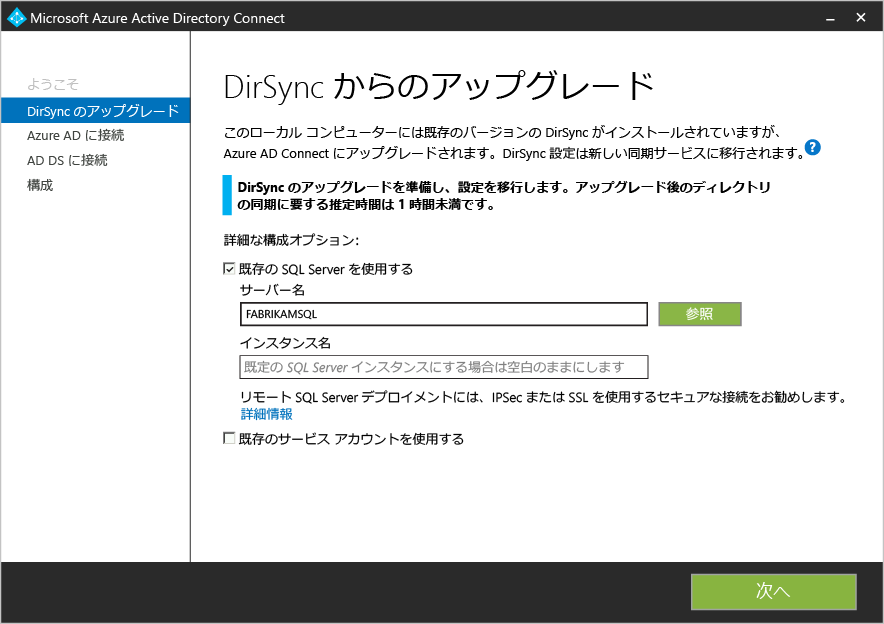 Microsoft Azure Active Directory Connect
ようこそ
DirSync のアップグレード
Azure AD に接続
AD DS に接続
構成
DirSync からのアップグレード
このローカル コンピューターには既存のバージョンの DirSync がインストールされていますが、
Azure AD Connect にアップグレードされます。DirSync 設定は新しい同期サービスに移行されます。?
DirSync のアップグレードを準備し、設定を移行します。アップグレード後のディレクトリ
の同期に要する推定時間は 1 時間未満です。
詳細な構成オプション:
既存の SQL Server を使用する
サーバー名
FABRIKAMSQL
参照
インスタンス名
既定の SQL Server インスタンスにする場合は空白のままにします
リモート SQL Server デプロイメントには、IPSec または SSL を使用するセキュアな接続をお勧めします。
詳細情報
既存のサービス アカウントを使用する
次へ